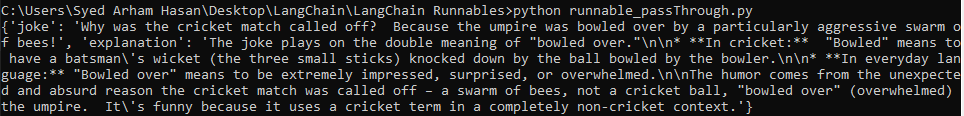 C:\Users\Syed Arham Hasan\Desktop\LangChain\LangChain Runnables>python runnable_passThrough.py
{'joke': 'Why was the cricket match called off?  Because the umpire was bowled over by a particularly aggressive swarm o
f bees!', 'explanation': 'The joke plays on the double meaning of "bowled over."\n\n* **In cricket:**  "Bowled" means to
 have a batsman\'s wicket (the three small sticks) knocked down by the ball bowled by the bowler.\n\n* **In everyday lan
guage:** "Bowled over" means to be extremely impressed, surprised, or overwhelmed.\n\nThe humor comes from the unexpecte
d and absurd reason the cricket match was called off – a swarm of bees, not a cricket ball, "bowled over" (overwhelmed)
the umpire.  It\'s funny because it uses a cricket term in a completely non-cricket context.'}